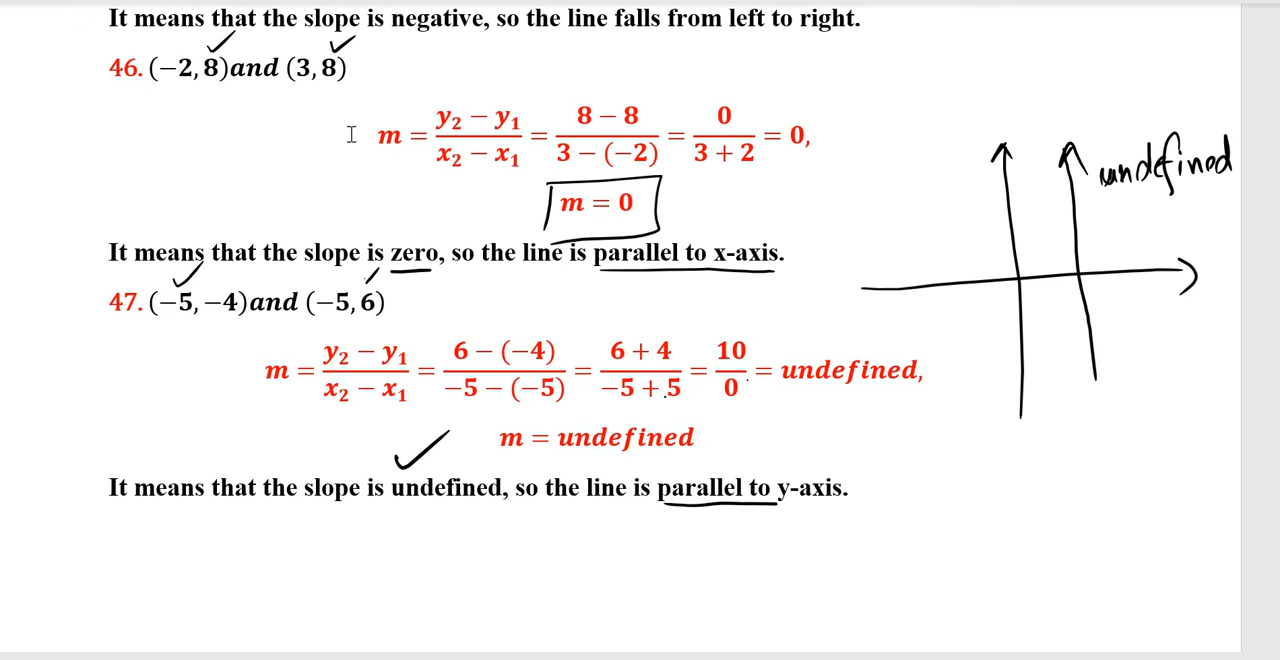 It means that the slope is negative, so the line falls from left to right.
46. (−2, 8)and (3, 8)
m = y₂ − y₁ / x₂ − x₁ = 8 − 8 / 3 − (−2) = 0 / 3 + 2 = 0,
undefined
m = 0
It means that the slope is zero, so the line is parallel to x-axis.
47. (−5, −4)and (−5, 6)
m = y₂ − y₁ / x₂ − x₁ = 6 − (−4) / −5 − (−5) = 6 + 4 / −5 + 5 = 10 / 0 = undefined,
m = undefined
It means that the slope is undefined, so the line is parallel to y-axis.